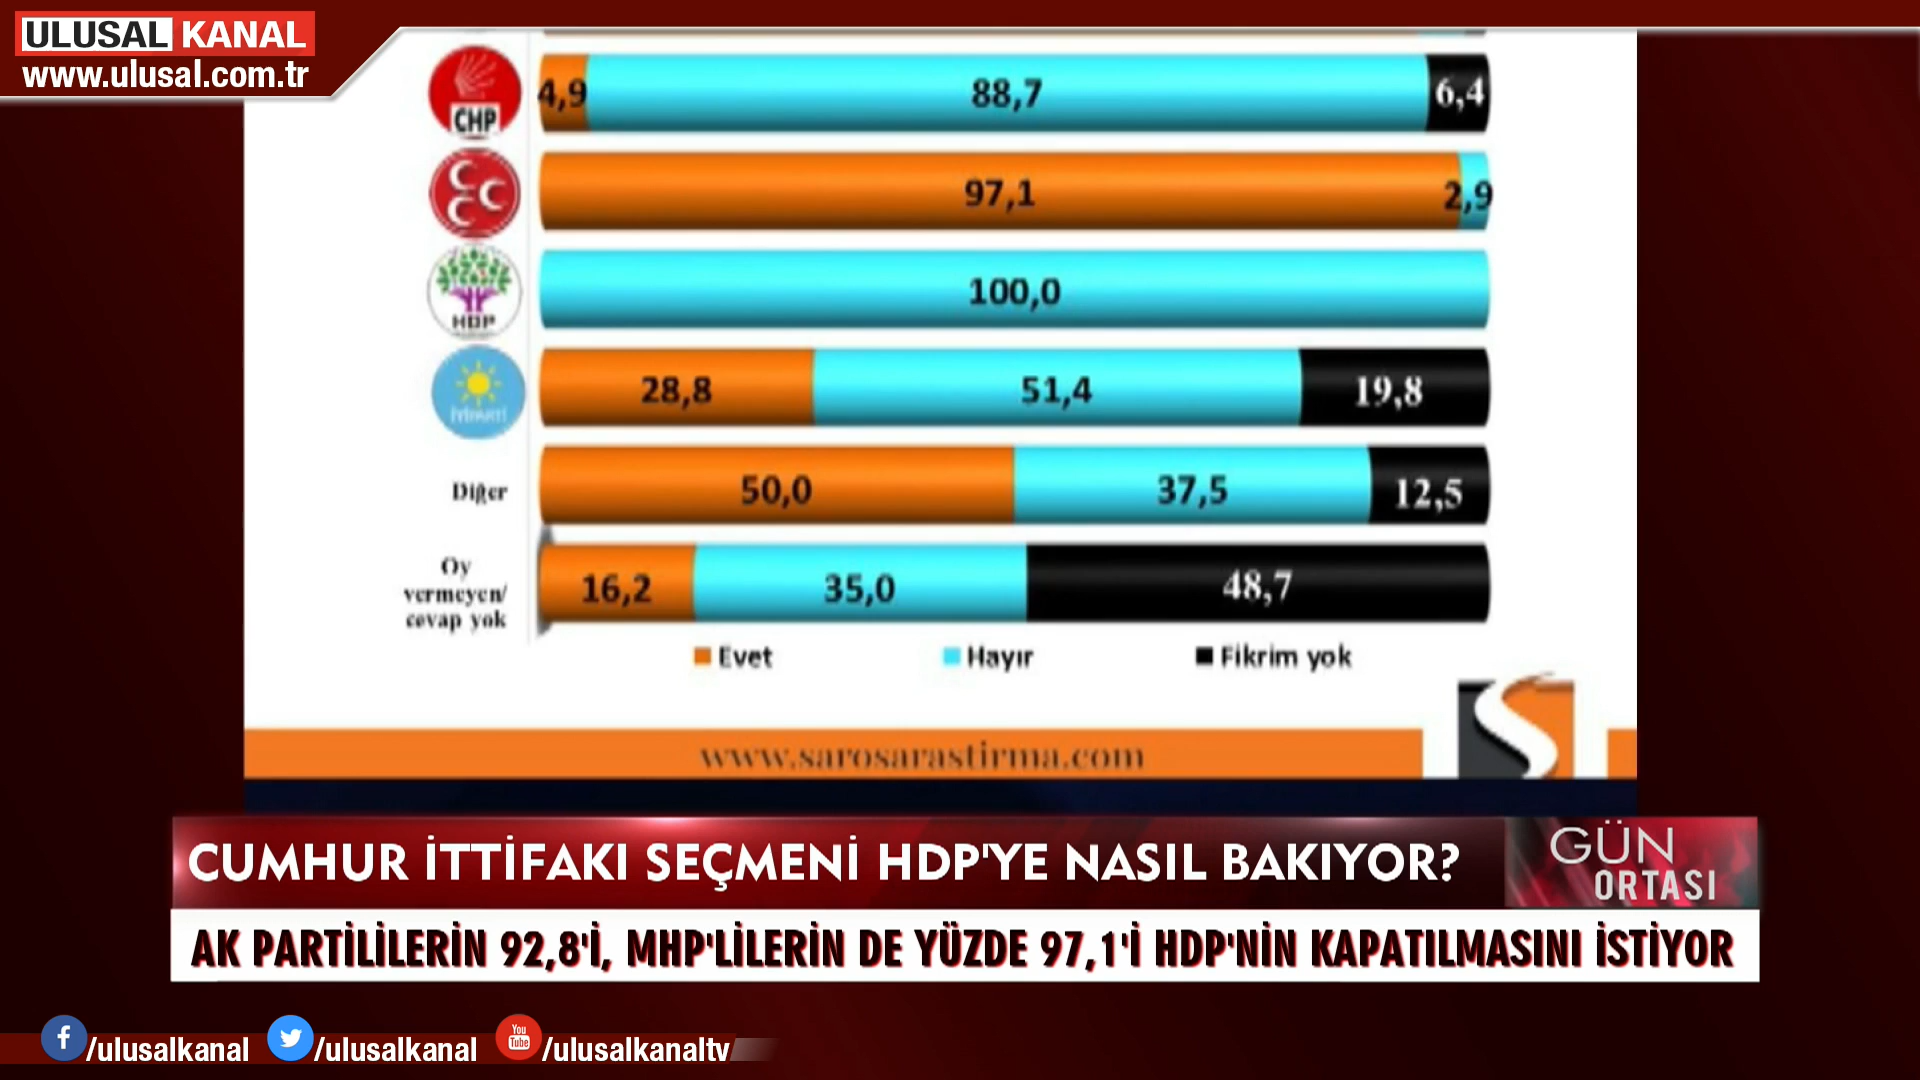 ULUSAL KANAL
www.ulusal.com.tr
CHP
4,9
88,7
6,4
97,1
2,9
HDP
100,0
İYİ PARTİ
28,8
51,4
19,8
Diğer
50,0
37,5
12,5
Oy
vermeyen/
cevap yok
16,2
35,0
48,7
Evet
Hayır
Fikrim yok
www.sarosarastirma.com
CUMHUR İTTİFAKI SEÇMENİ HDP'YE NASIL BAKIYOR?
GÜN
ORTASI
AK PARTİLİLERİN 92,8'İ, MHP'LİLERİN DE YÜZDE 97,1'İ HDP'NİN KAPATILMASINI İSTİYOR
f
/ulusalkanal
/ulusalkanal
You
Tube
/ulusalkanaltv